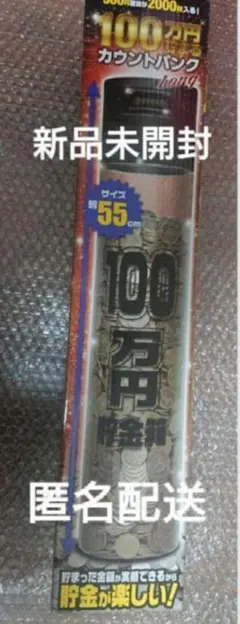 500円硬貨が2000枚入る!
100万円貯まる
カウントバンク
Long
新品未開封
サイズ
約55cm
100
万円
貯金箱
匿名配送
貯まった金額が実感できるから
貯金が楽しい!